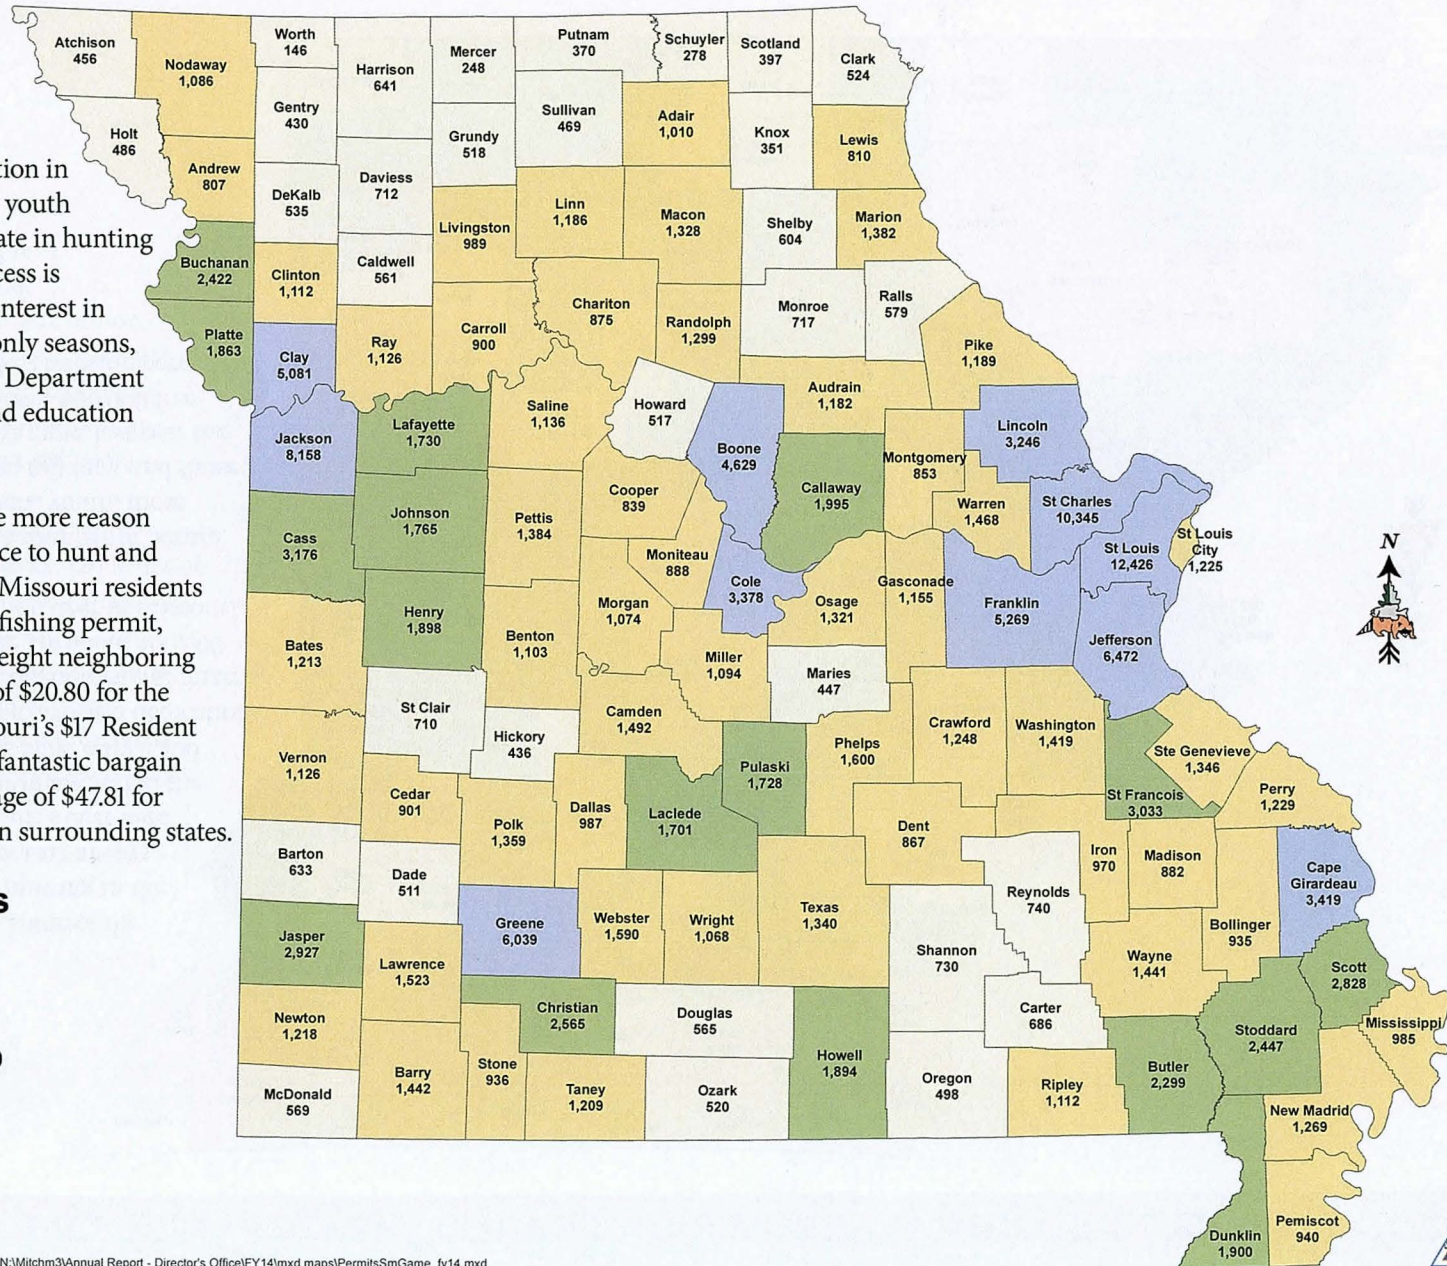 tion in
youth
ate in hunting
cess is
nterest in
only seasons,
Department
nd education
e more reason
ce to hunt and
Missouri residents
fishing permit,
eight neighboring
of $20.80 for the
ouri's $17 Resident
fantastic bargain
age of $47.81 for
n surrounding states.
s
Atchison
456
Nodaway
1,086
Worth
146
Harrison
641
Mercer
248
Putnam
370
Schuyler
278
Scotland
397
Clark
524
Holt
486
Andrew
807
Gentry
430
DeKalb
535
Daviess
712
Grundy
518
Sullivan
469
Adair
1,010
Knox
351
Lewis
810
Buchanan
2,422
Clinton
1,112
Caldwell
561
Livingston
989
Linn
1,186
Macon
1,328
Shelby
604
Marion
1,382
Platte
1,863
Clay
5,081
Ray
1,126
Carroll
900
Chariton
875
Randolph
1,299
Monroe
717
Ralls
579
Pike
1,189
Jackson
8,158
Lafayette
1,730
Saline
1,136
Howard
517
Boone
4,629
Audrain
1,182
Callaway
1,995
Montgomery
853
Lincoln
3,246
Warren
1,468
St Charles
10,345
St Louis
12,426
St Louis
City
1,225
Cass
3,176
Johnson
1,765
Pettis
1,384
Cooper
839
Moniteau
888
Cole
3,378
Osage
1,321
Gasconade
1,155
Franklin
5,269
Jefferson
6,472
Bates
1,213
Henry
1,898
Benton
1,103
Morgan
1,074
Miller
1,094
Maries
447
St Clair
710
Hickory
436
Camden
1,492
Vernon
1,126
Cedar
901
Polk
1,359
Dallas
987
Laclede
1,701
Pulaski
1,728
Phelps
1,600
Crawford
1,248
Washington
1,419
St Francois
3,033
Ste Genevieve
1,346
Perry
1,229
Barton
633
Dade
511
Dent
867
Iron
970
Madison
882
Reynolds
740
Cape
Girardeau
3,419
Jasper
2,927
Lawrence
1,523
Greene
6,039
Webster
1,590
Wright
1,068
Texas
1,340
Shannon
730
Wayne
1,441
Bollinger
935
Scott
2,828
Newton
1,218
Christian
2,565
Douglas
565
Howell
1,894
Carter
686
Stoddard
2,447
Mississippi
985
McDonald
569
Barry
1,442
Stone
936
Taney
1,209
Ozark
520
Oregon
498
Ripley
1,112
Butler
2,299
New Madrid
1,269
Dunklin
1,900
Pemiscot
940
N
N:\Mitchm3\Annual Report - Director's Office\FY14\mxd maps\PermitsSmGame_fy14.mxd